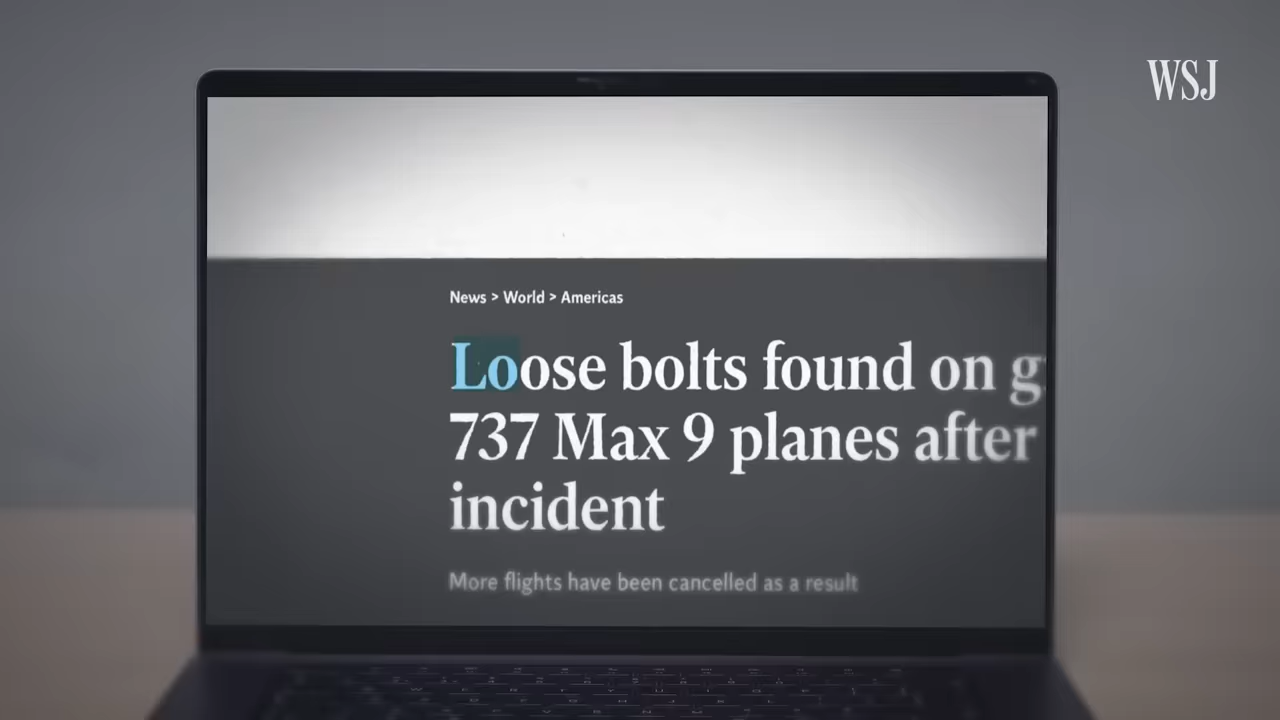 WSJ
News > World > Americas
Loose bolts found on
737 Max 9 planes after
incident
More flights have been cancelled as a result